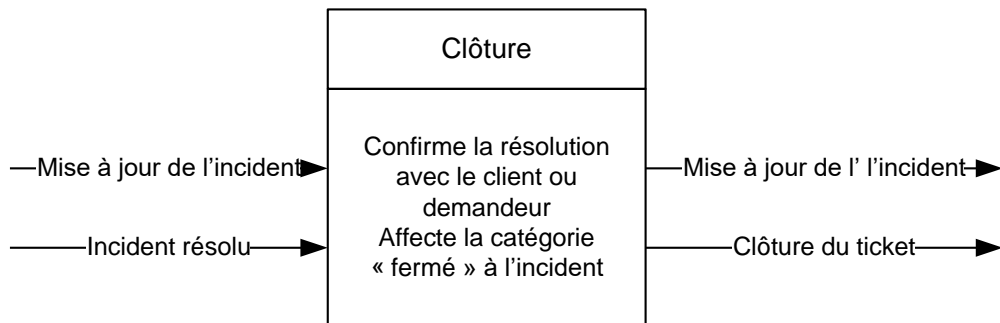 Clôture
Mise à jour de l'incident
Incident résolu
Confirme la résolution
avec le client ou
demandeur
Affecte la catégorie
« fermé » à l'incident
Mise à jour de l' l'incident
Clôture du ticket